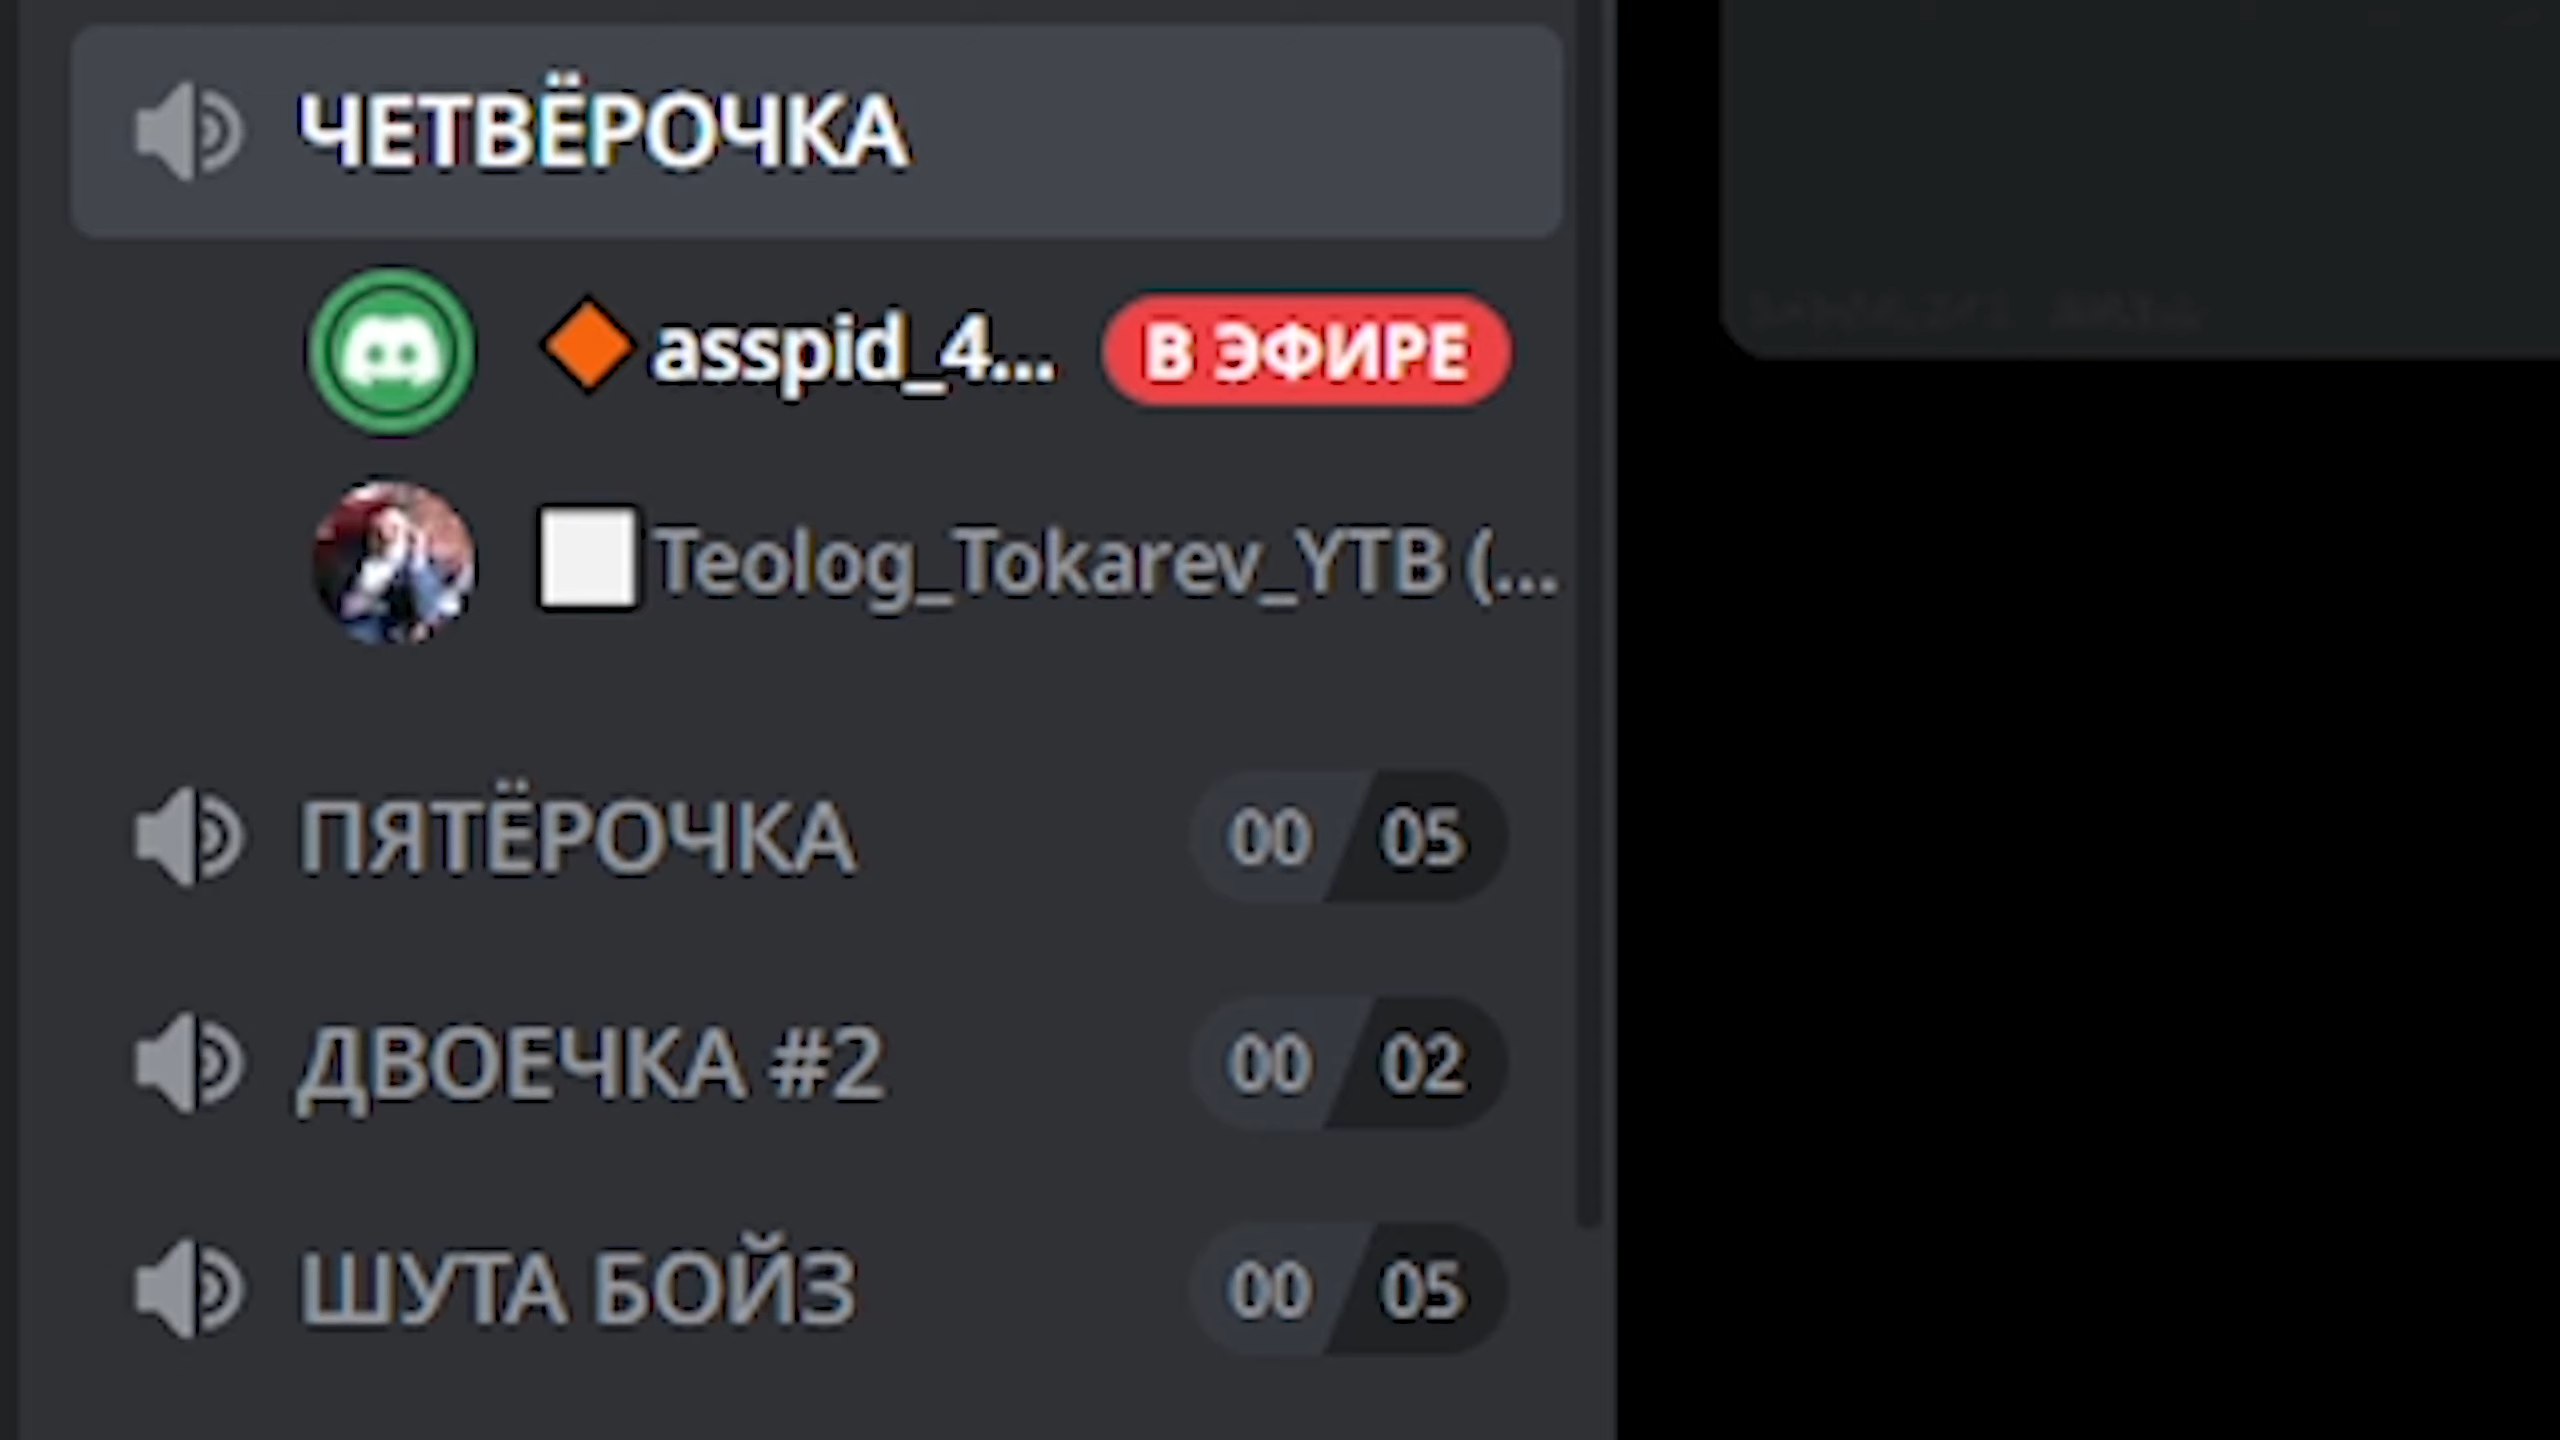 ЧЕТВЁРОЧКА
asspid_4... В ЭФИРЕ
Teolog_Tokarev_YTB (...
ПЯТЁРОЧКА 00 05
ДВОЕЧКА #2 00 02
ШУТА БОЙЗ 00 05